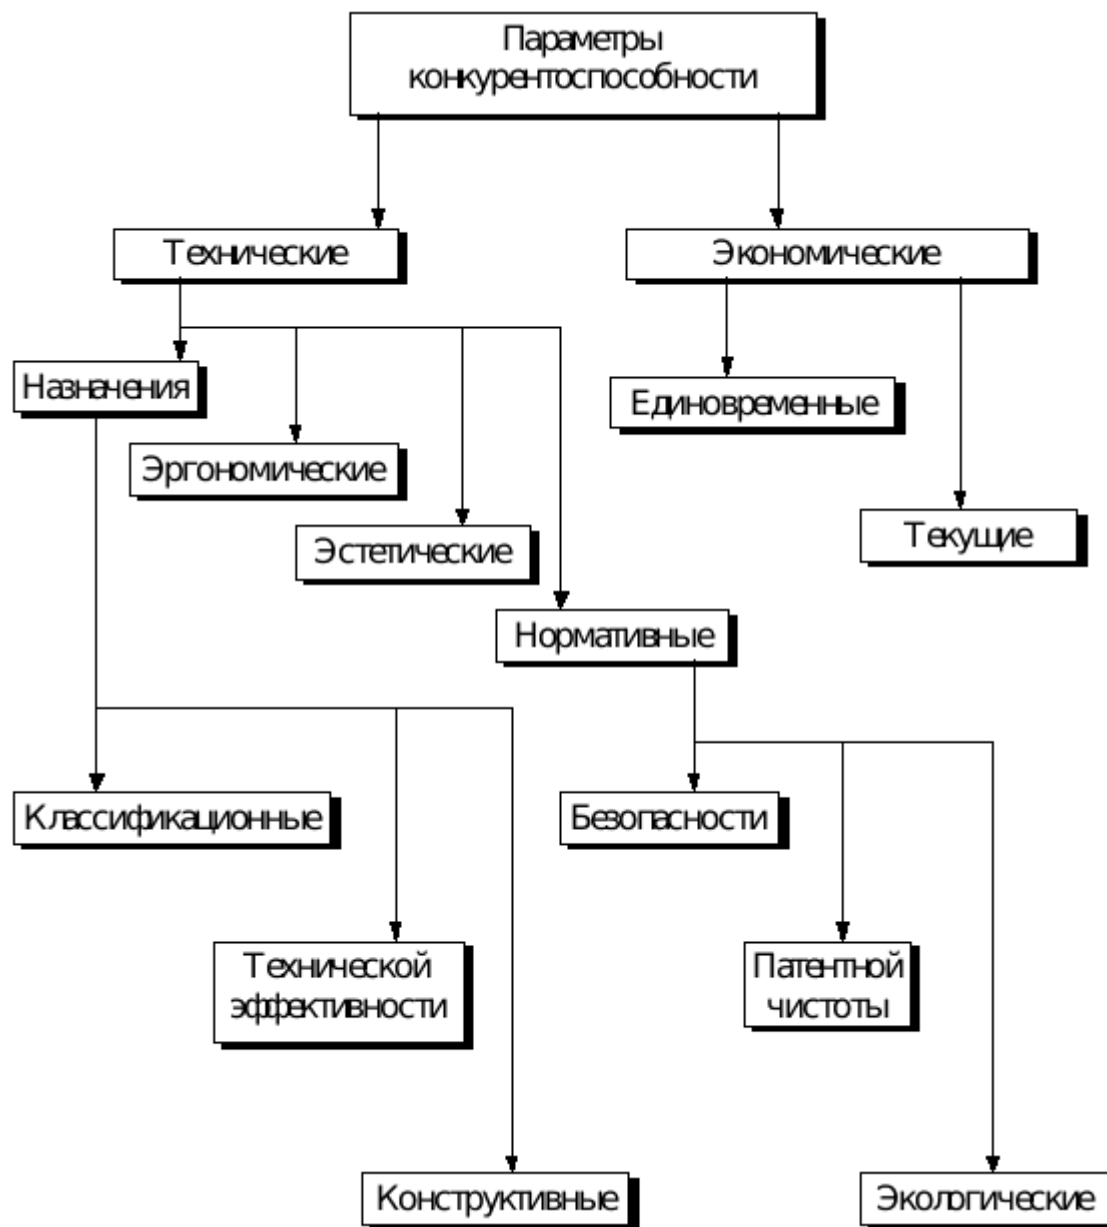 Параметры
конкурентоспособности
Технические
Экономические
Назначения
Единовременные
Эргономические
Эстетические
Текущие
Нормативные
Классификационные
Безопасности
Технической
эффективности
Патентной
чистоты
Конструктивные
Экологические